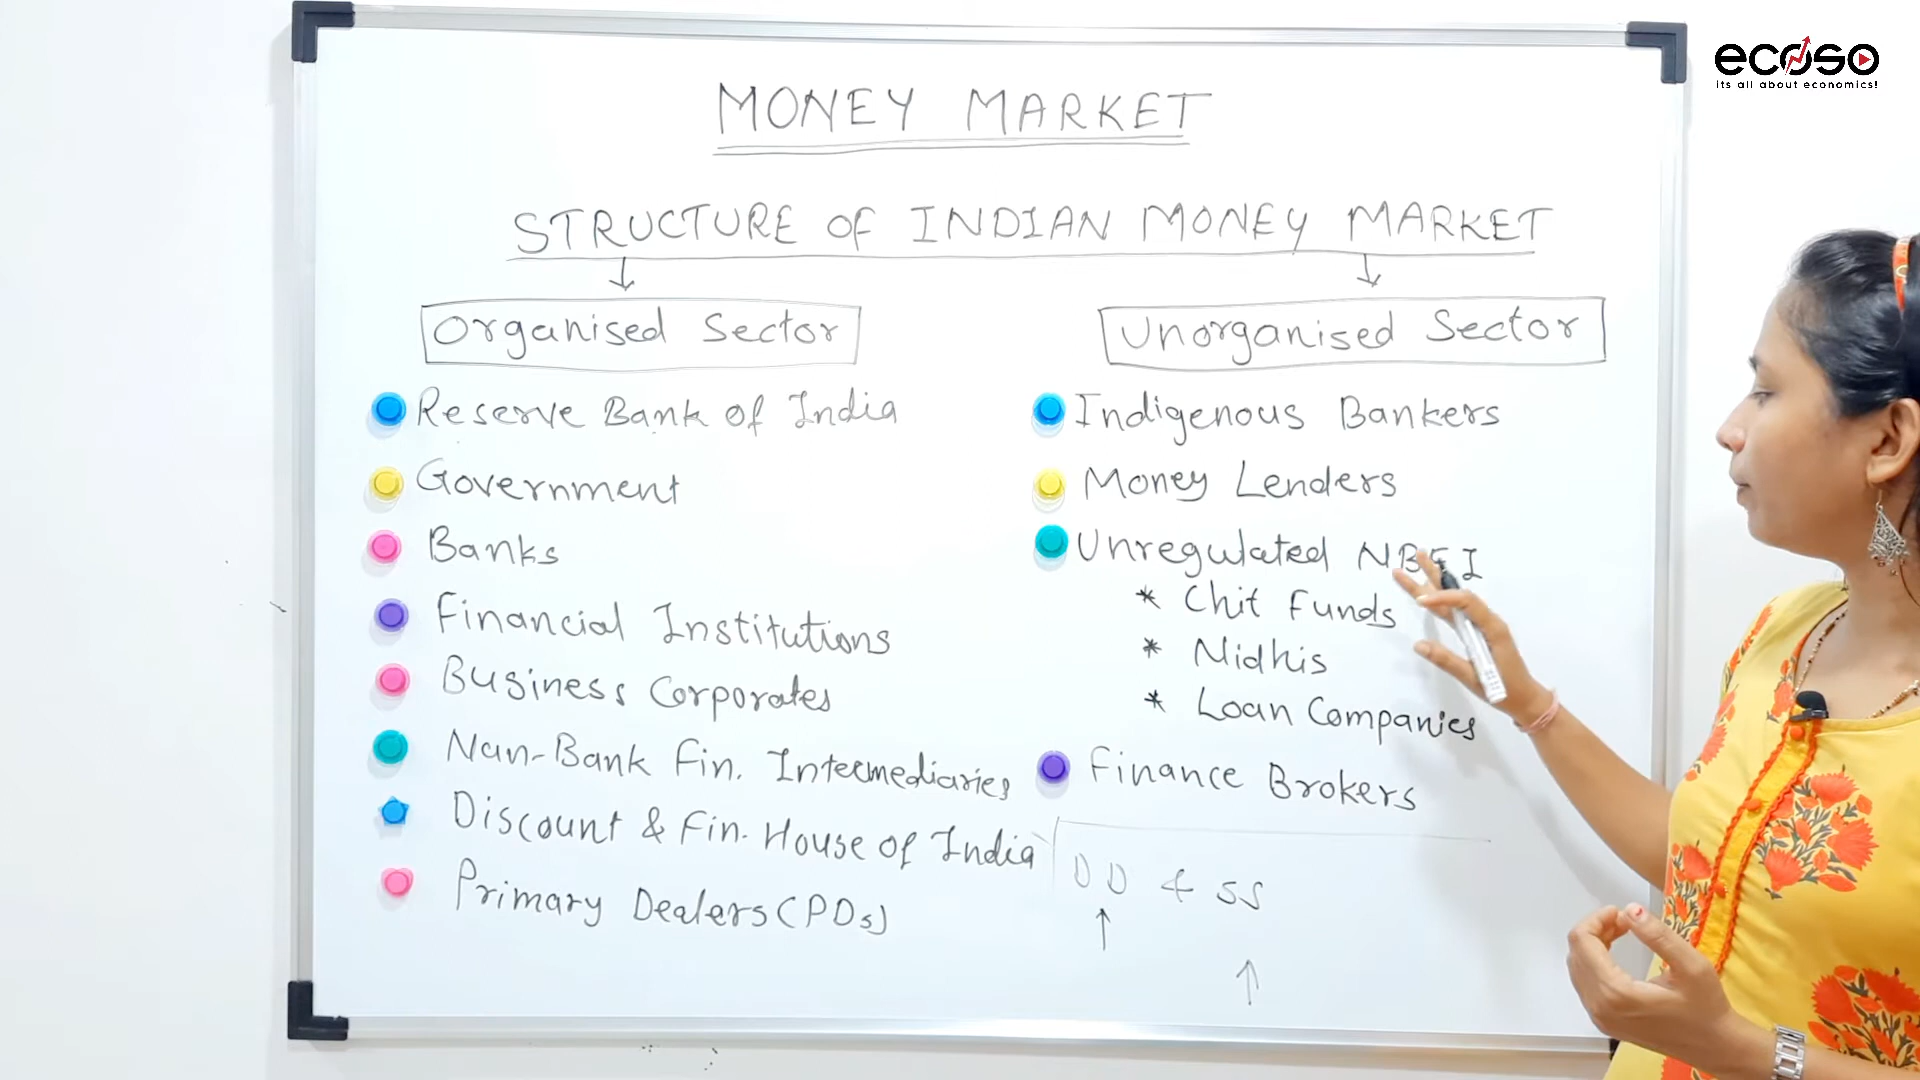 ecoso
its all about economics!
MONEY MARKET
STRUCTURE OF INDIAN MONEY MARKET
Organised Sector
Reserve Bank of India
Government
Banks
Financial Institutions
Business Corporates
Nan-Bank Fin. Intermediaries
Discount & Fin. House of India
Primary Dealers (PDs)
Unorganised Sector
Indigenous Bankers
Money Lenders
Unregulated NBFI
* Chit Funds
* Nidhis
* Loan Companies
Finance Brokers
DD & SS